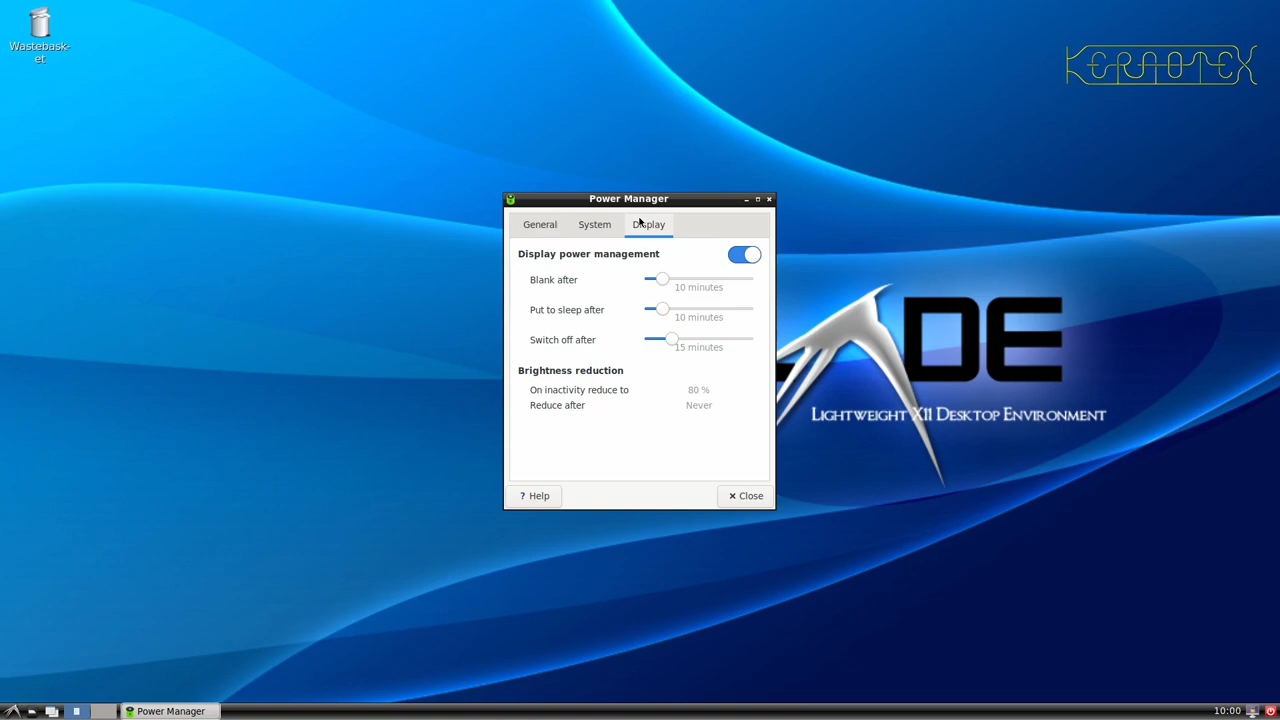 Wastebask-
et
KERAOTEX
Power Manager
General System Display
Display power management
Blank after
10 minutes
Put to sleep after
10 minutes
Switch off after
15 minutes
Brightness reduction
On inactivity reduce to 80 %
Reduce after Never
? Help
Close
DE
LIGHTWEIGHT X11 DESKTOP ENVIRONMENT
Power Manager
10:00